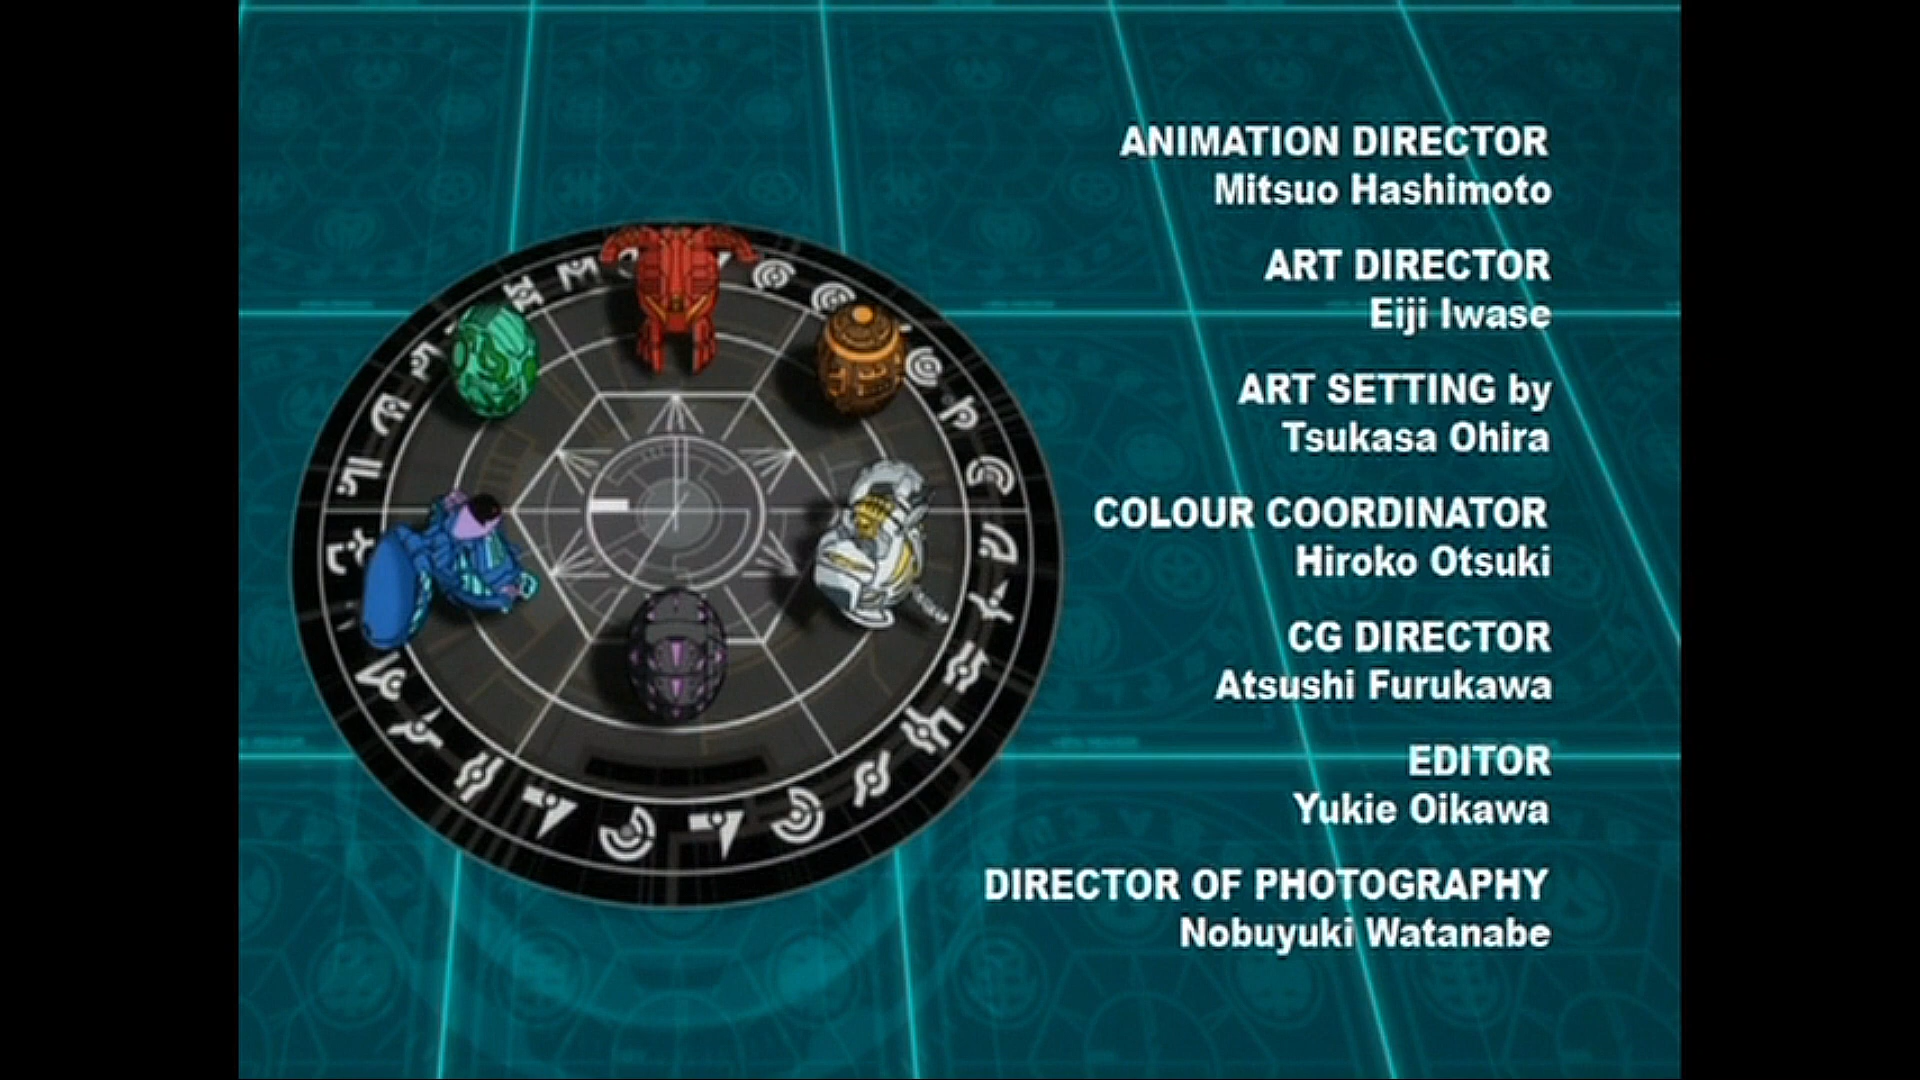 ANIMATION DIRECTOR
Mitsuo Hashimoto
ART DIRECTOR
Eiji Iwase
ART SETTING by
Tsukasa Ohira
COLOUR COORDINATOR
Hiroko Otsuki
CG DIRECTOR
Atsushi Furukawa
EDITOR
Yukie Oikawa
DIRECTOR OF PHOTOGRAPHY
Nobuyuki Watanabe